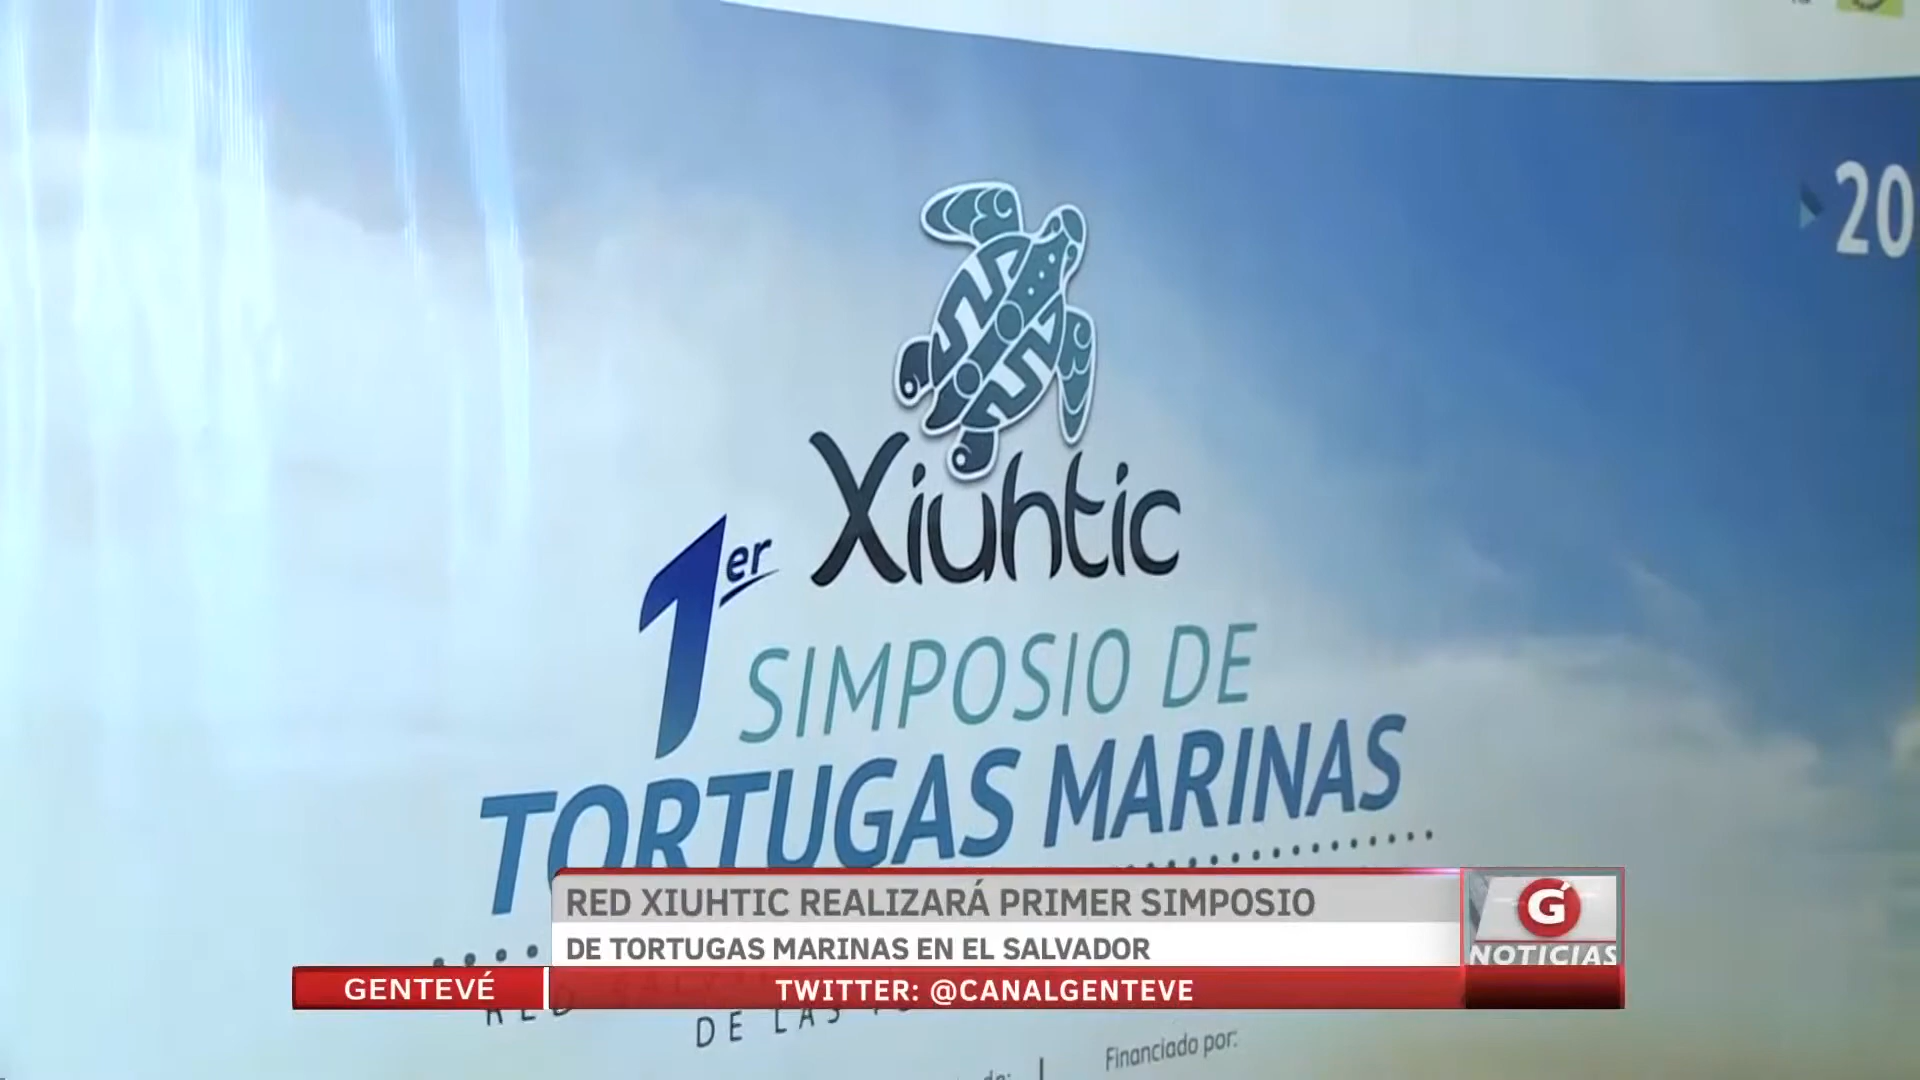 20
Xiuhtic
1er
SIMPOSIO DE
TORTUGAS MARINAS
RED XIUHTIC REALIZARÁ PRIMER SIMPOSIO
DE TORTUGAS MARINAS EN EL SALVADOR
G
NOTICIAS
GENTEVÉ
TWITTER: @CANALGENTEVE
RED
DE LAS
Financiado por: